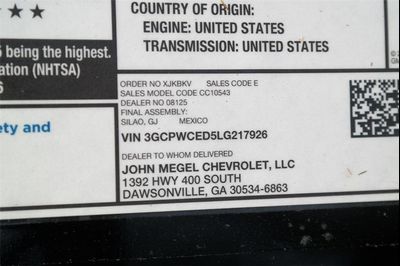 ★ ★
COUNTRY OF ORIGIN:
ENGINE: UNITED STATES
TRANSMISSION: UNITED STATES
5 being the highest.
ation (NHTSA)
6
ety and
ORDER NO XJKBKV SALES CODE E
SALES MODEL CODE CC10543
DEALER NO 08125
FINAL ASSEMBLY:
SILAO, GJ MEXICO
VIN 3GCPWCED5LG217926
DEALER TO WHOM DELIVERED
JOHN MEGEL CHEVROLET, LLC
1392 HWY 400 SOUTH
DAWSONVILLE, GA 30534-6863